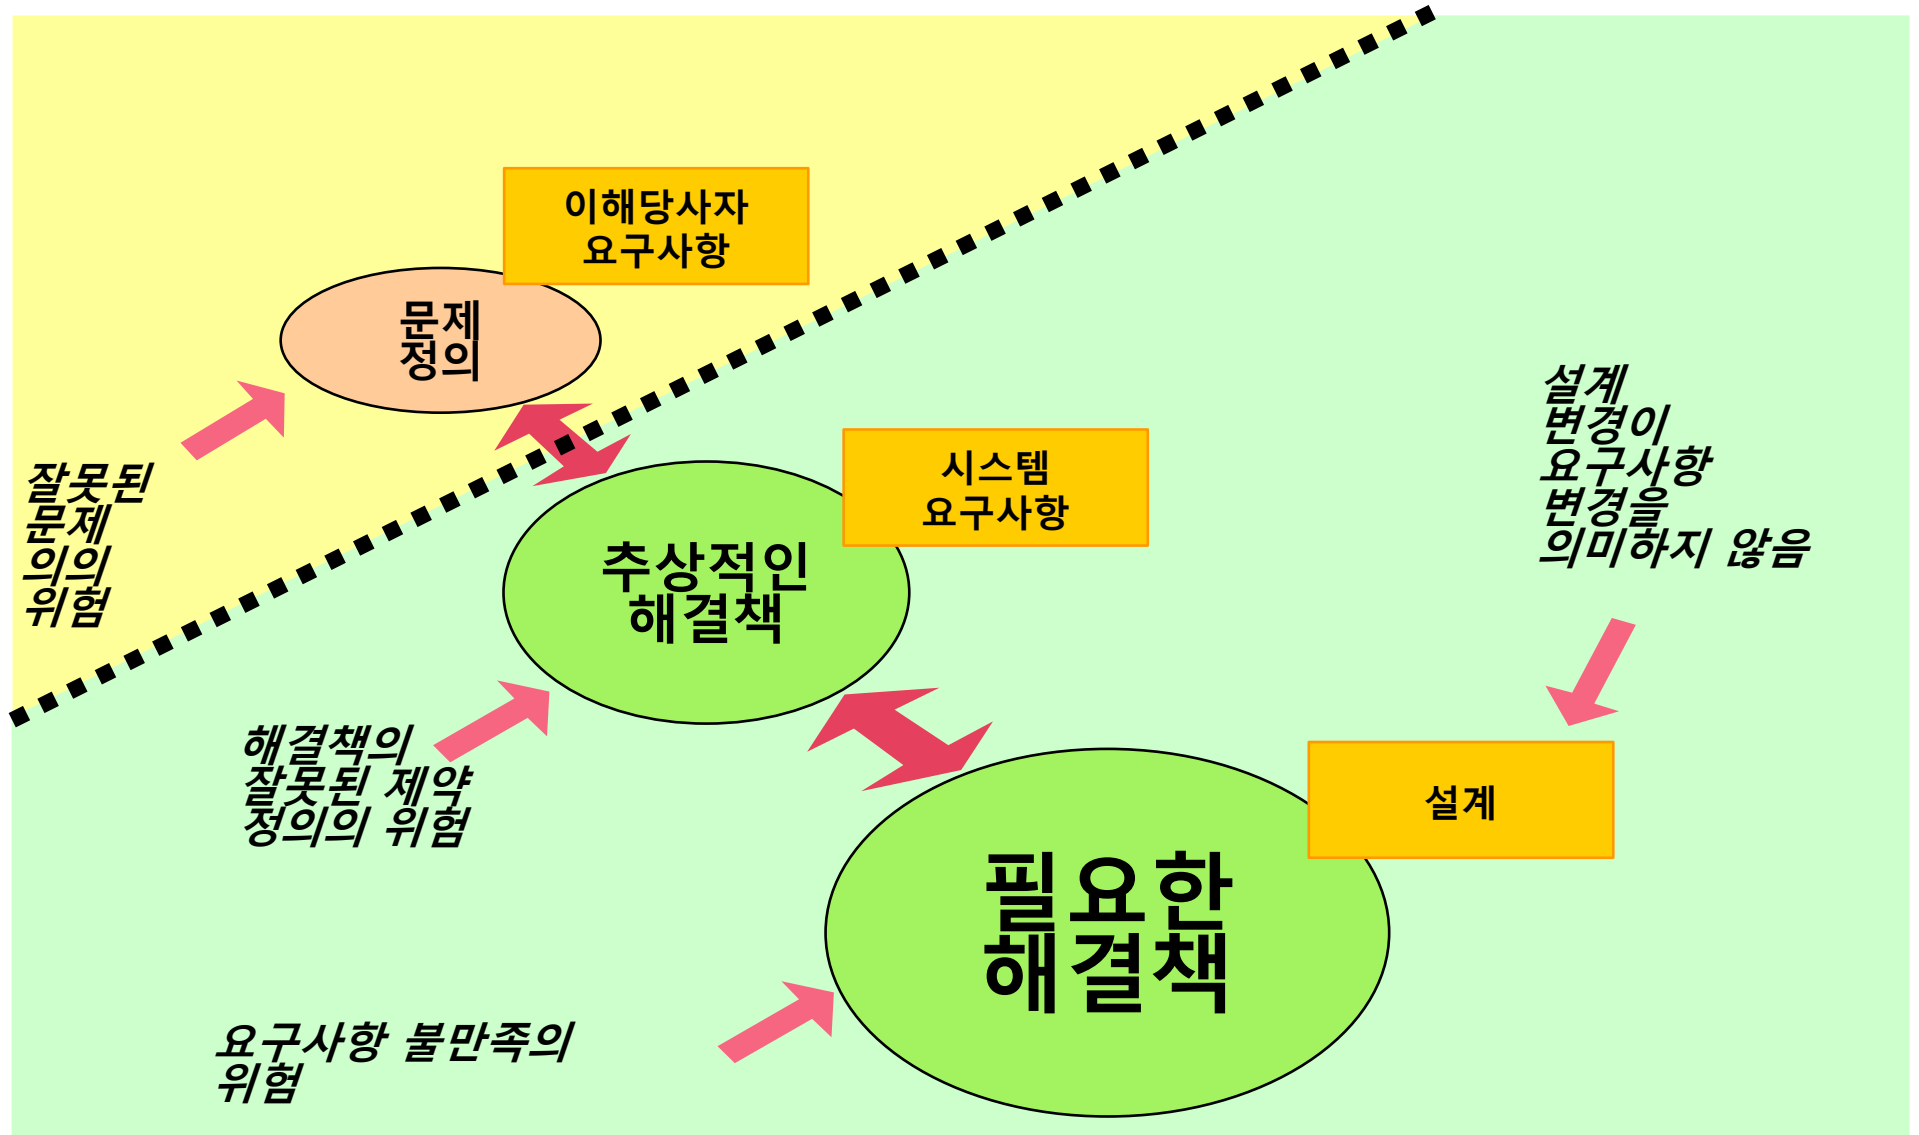 이해당사자
요구사항
문제
정의
잘못된
문제
의의
위험
시스템
요구사항
추상적인
해결책
설계
변경이
요구사항
변경을
의미하지 않음
해결책의
잘못된 제약
정의의 위험
설계
필요한
해결책
요구사항 불만족의
위험